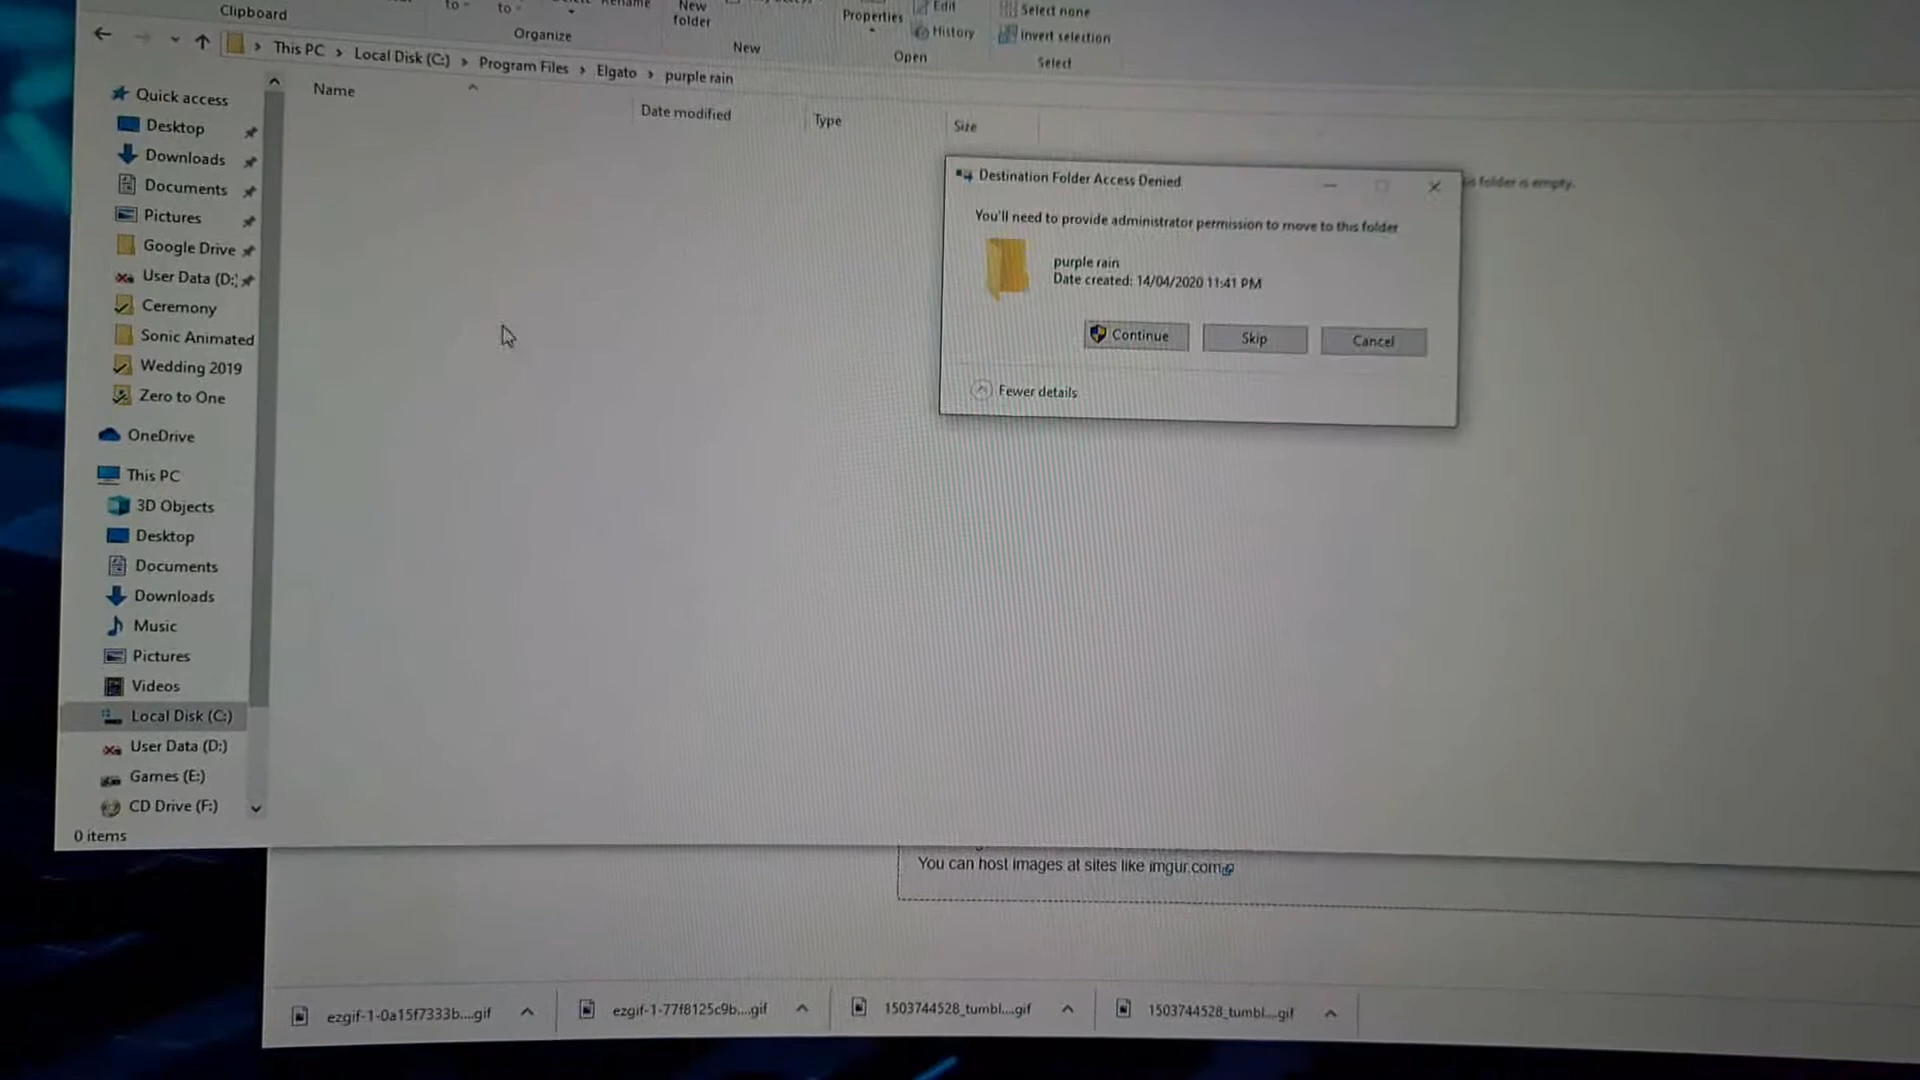 Clipboard
to
to
Rename
Organize
New
folder
New
Properties
Edit
History
Open
Select none
Invert selection
Select
This PC > Local Disk (C:) > Program Files > Elgato > purple rain
Name
Date modified
Type
Size
Quick access
Desktop
Downloads
Documents
Pictures
Google Drive
User Data (D:)
Ceremony
Sonic Animated
Wedding 2019
Zero to One
OneDrive
This PC
3D Objects
Desktop
Documents
Downloads
Music
Pictures
Videos
Local Disk (C:)
User Data (D:)
Games (E:)
CD Drive (F:)
0 items
folder is empty.
Destination Folder Access Denied
You'll need to provide administrator permission to move to this folder
purple rain
Date created: 14/04/2020 11:41 PM
Continue
Skip
Cancel
Fewer details
You can host images at sites like imgur.com
ezgif-1-0a15f7333b....gif
ezgif-1-77f8125c9b....gif
1503744528_tumbl....gif
1503744528_tumbl....gif